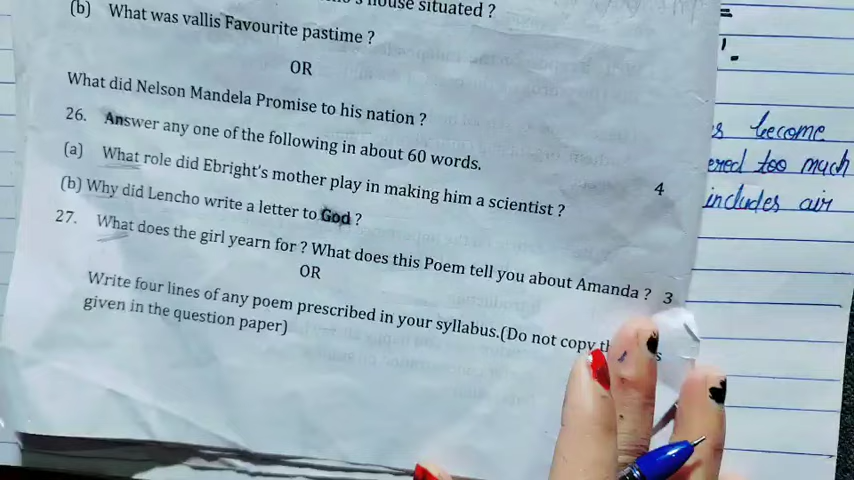 house situated ?
(b) What was vallis Favourite pastime ?
OR
What did Nelson Mandela Promise to his nation ?
26. Answer any one of the following in about 60 words.
(a) What role did Ebright's mother play in making him a scientist ? 4
(b) Why did Lencho write a letter to God ?
27. What does the girl yearn for ? What does this Poem tell you about Amanda ? 3
OR
Write four lines of any poem prescribed in your syllabus.(Do not copy
given in the question paper)
become
too much
includes air